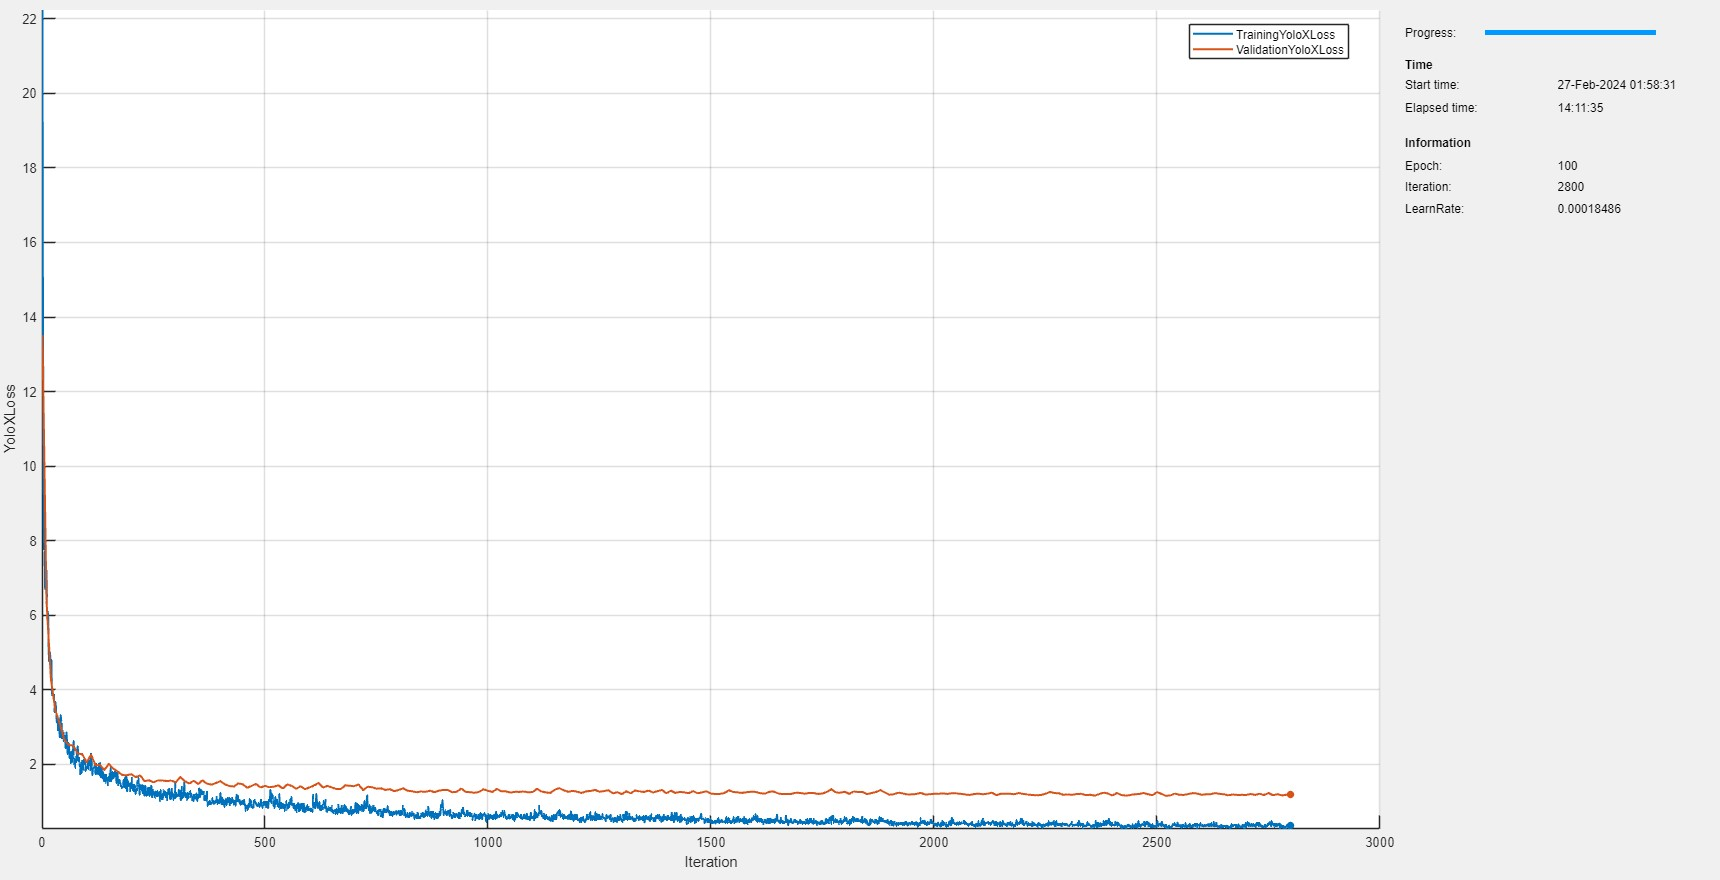 22
20
18
16
14
12
10
8
6
4
2
YoloXLoss
0 500 1000 1500 2000 2500 3000
Iteration
TrainingYoloXLoss
ValidationYoloXLoss
Progress:
Time
Start time: 27-Feb-2024 01:58:31
Elapsed time: 14:11:35
Information
Epoch: 100
Iteration: 2800
LearnRate: 0.00018486